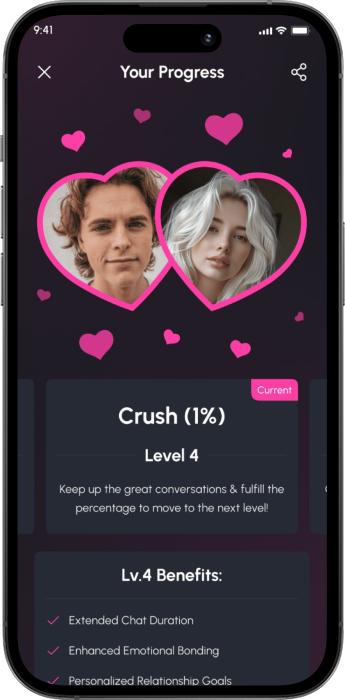 9:41
Your Progress
Current
Crush (1%)
Level 4
Keep up the great conversations & fulfill the
percentage to move to the next level!
Lv.4 Benefits:
Extended Chat Duration
Enhanced Emotional Bonding
Personalized Relationship Goals